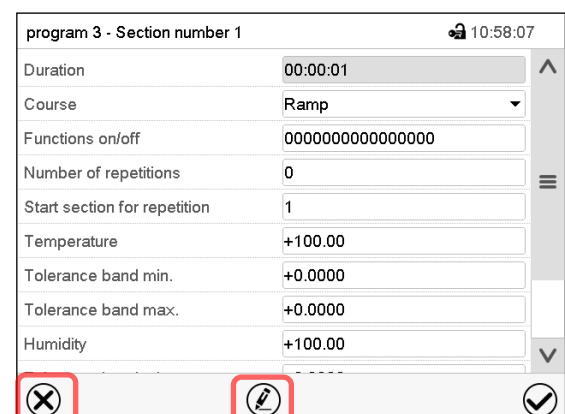 program 3 - Section number 1 10:58:07
Duration 00:00:01
Course Ramp
Functions on/off 0000000000000000
Number of repetitions 0
Start section for repetition 1
Temperature +100.00
Tolerance band min. +0.0000
Tolerance band max. +0.0000
Humidity +100.00